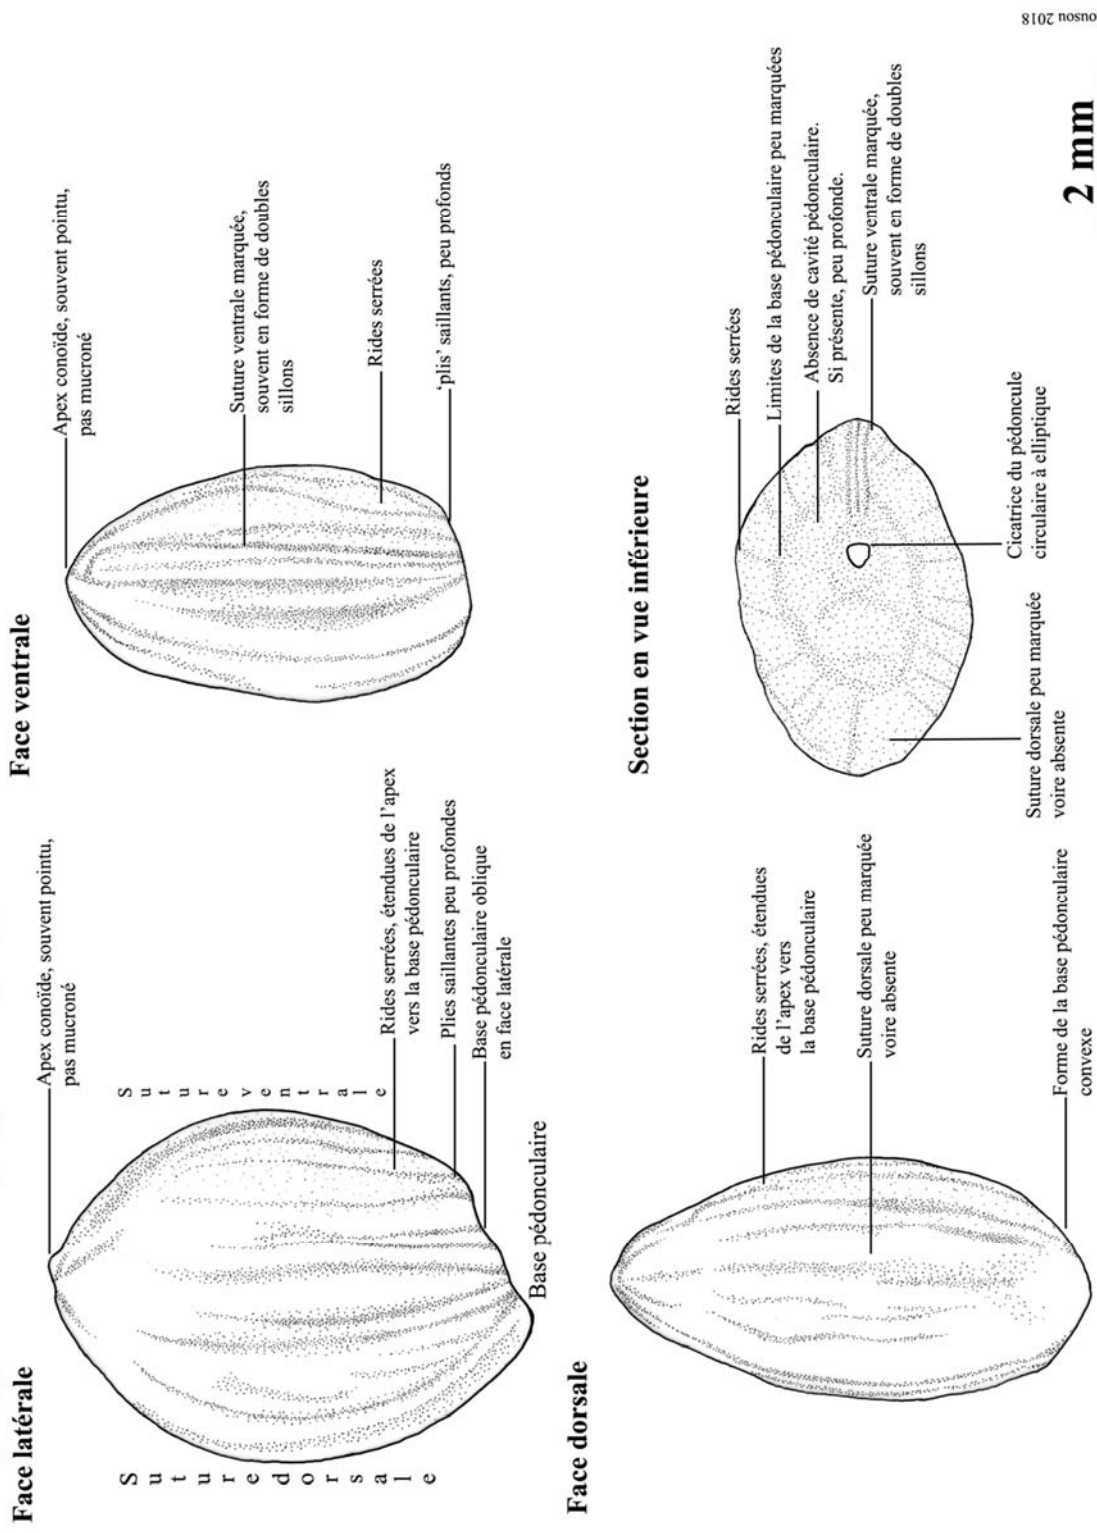 Face latérale
Apex conoïde, souvent pointu,
pas mucroné
Suture ventrale
Suture dorsale
Rides serrées, étendues de l'apex
vers la base pédonculaire
Plies saillantes peu profondes
Base pédonculaire oblique
en face latérale
Base pédonculaire
Face ventrale
Apex conoïde, souvent pointu,
pas mucroné
Suture ventrale marquée,
souvent en forme de doubles
sillons
Rides serrées
‘plis’ saillants, peu profonds
Face dorsale
Rides serrées, étendues
de l'apex vers
la base pédonculaire
Suture dorsale peu marquée
voire absente
Forme de la base pédonculaire
convexe
Section en vue inférieure
Rides serrées
Limites de la base pédonculaire peu marquées
Absence de cavité pédonculaire.
Si présente, peu profonde.
Suture ventrale marquée,
souvent en forme de doubles
sillons
Cicatrice du pédoncule
circulaire à elliptique
Suture dorsale peu marquée
voire absente
2 mm
ousou 2018